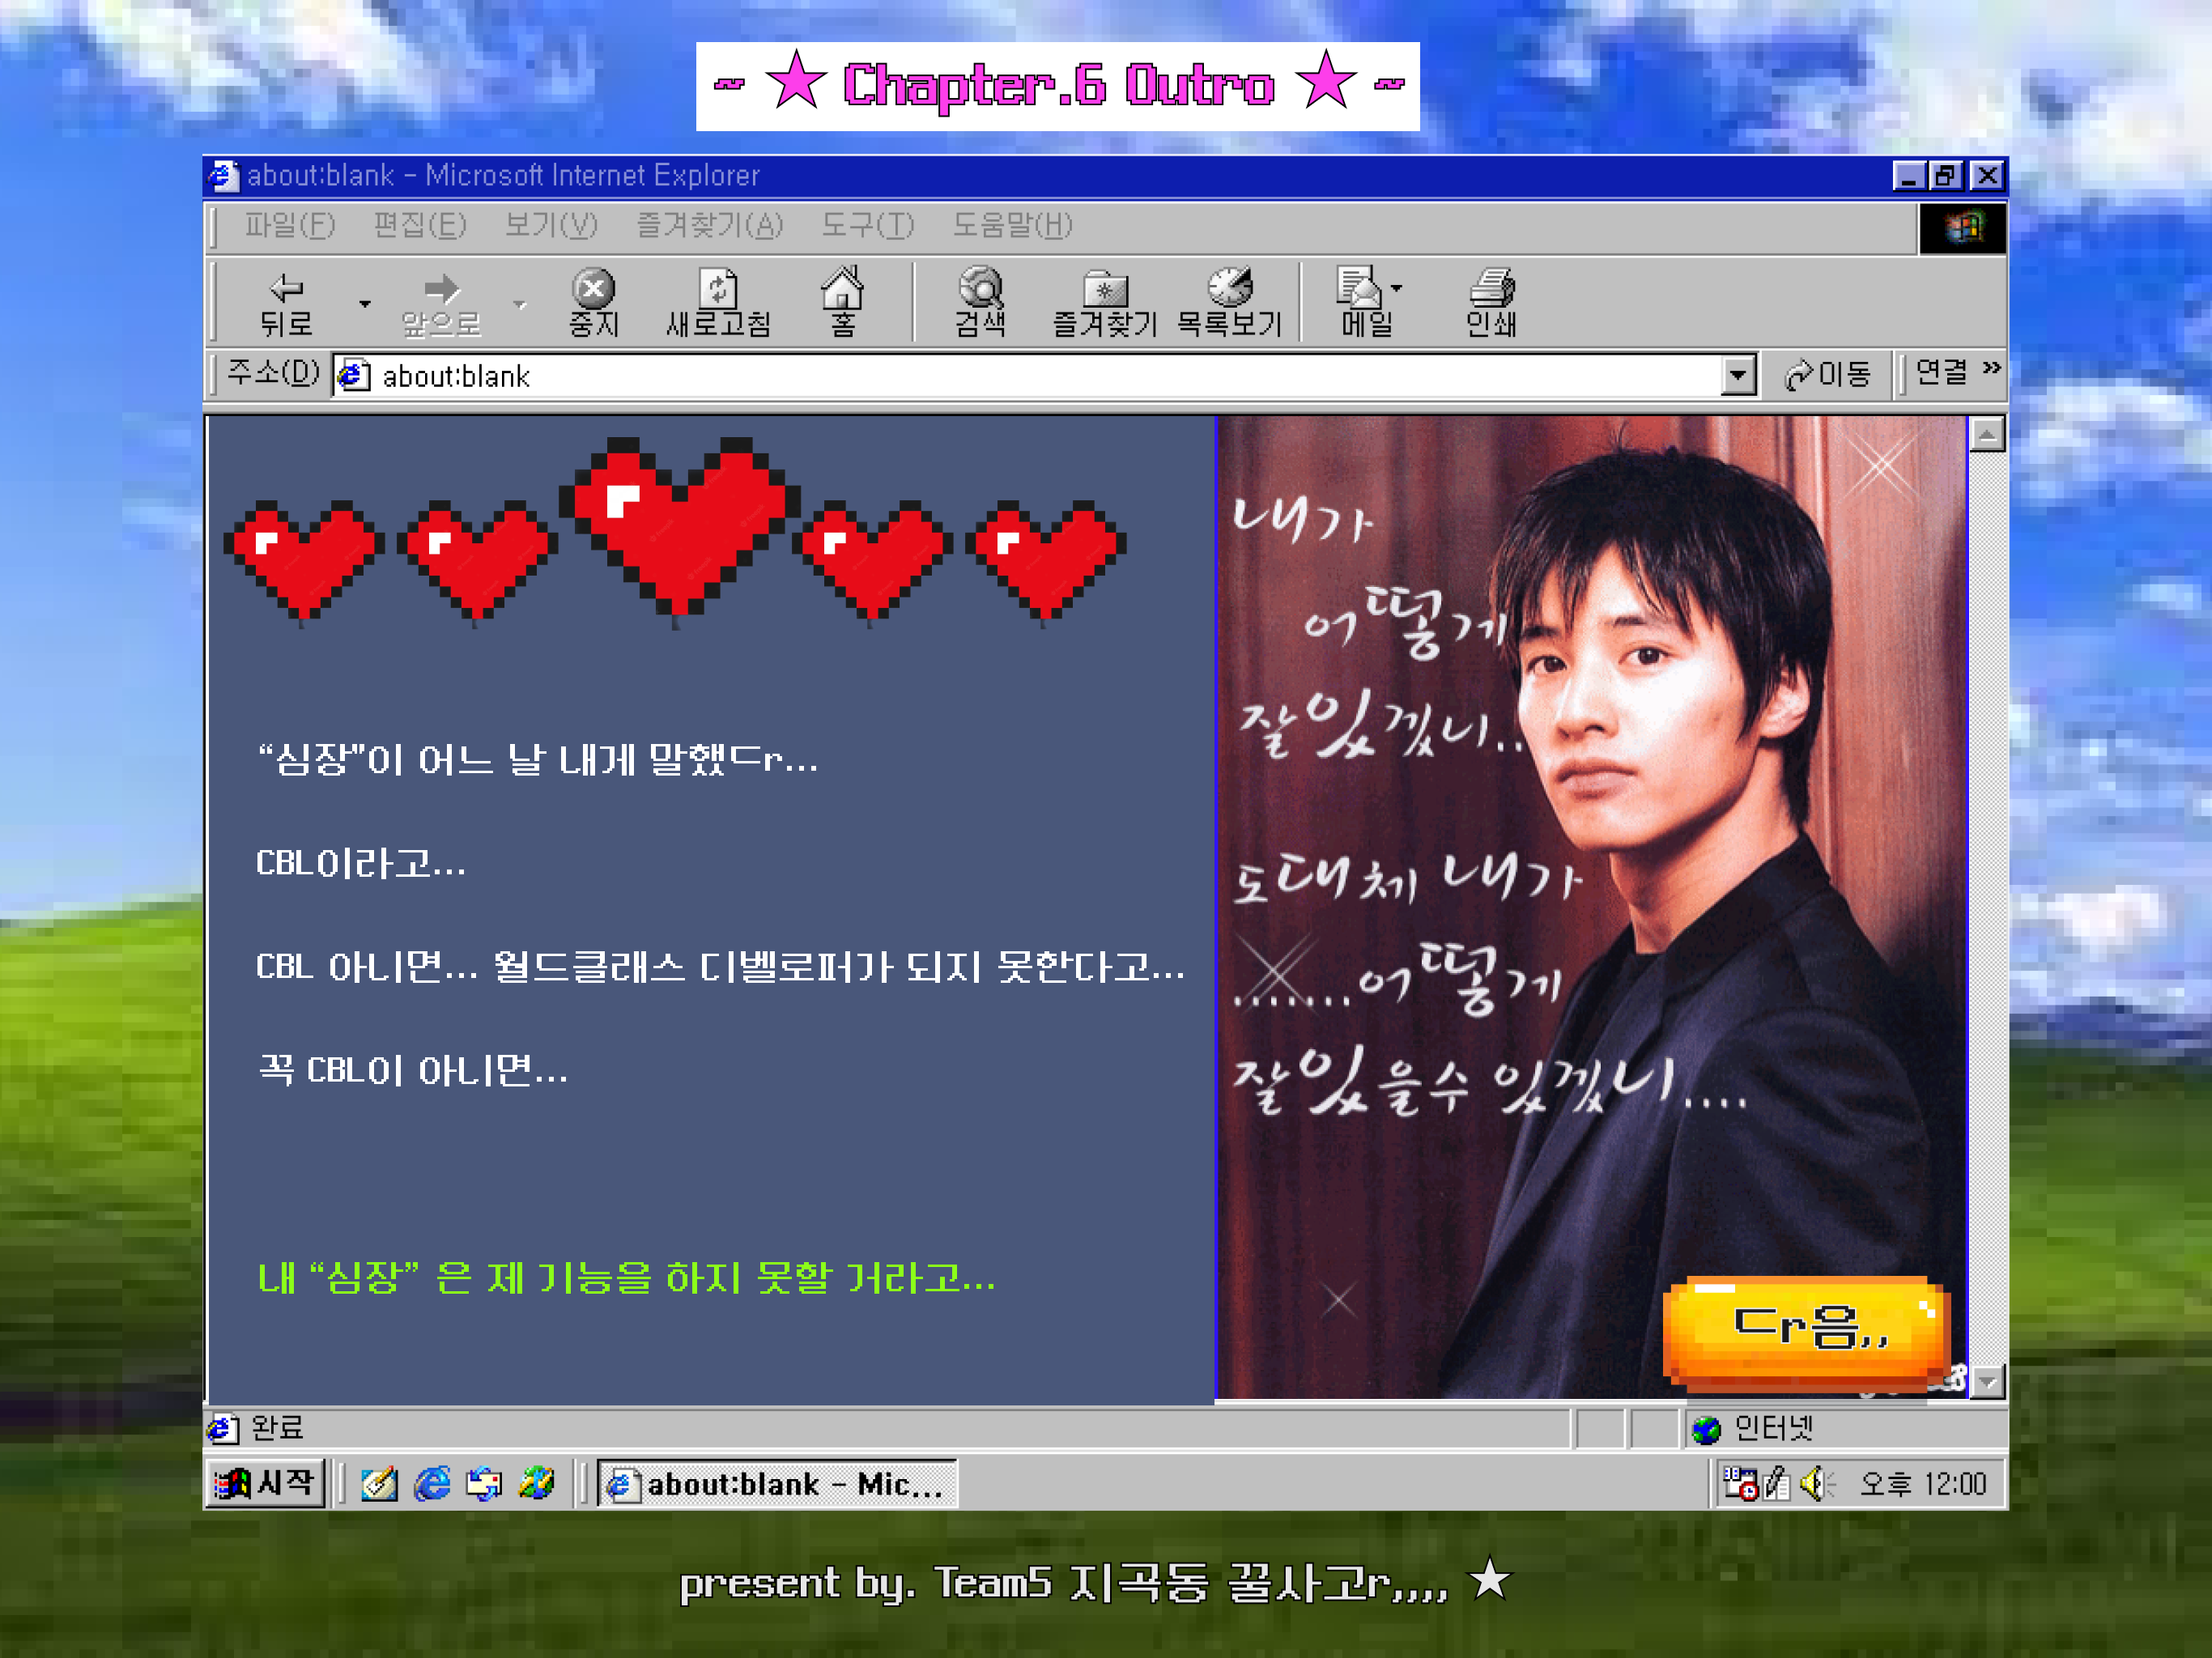 ~ ★ Chapter.6 Outro ★ ~
about:blank - Microsoft Internet Explorer
파일(F) 편집(E) 보기(V) 즐겨찾기(A) 도구(T) 도움말(H)
뒤로 앞으로 중지 새로고침 홈 검색 즐겨찾기 목록보기 메일 인쇄
주소(D) about:blank 이동 연결 »
“심장”이 어느 날 내게 말했ㄷr...
CBL이라고...
CBL 아니면... 월드클래스 디벨로퍼가 되지 못한다고...
꼭 CBL이 아니면...
내 “심장” 은 제 기능을 하지 못할 거라고...
내가
어떻게
잘있겠니..
도대체 내가
.......어떻게
잘있을수 있겠니....
ㄷr음,,
완료 인터넷
시작 about:blank - Mic... 오후 12:00
present by. Team5 지곡동 꿀사고r,,,, ★